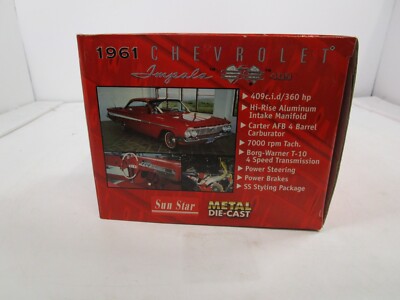 1961 CHEVROLET
Impala
409c.i.d/360 hp
Hi-Rise Aluminum
Intake Manifold
Carter AFB 4 Barrel
Carburator
7000 rpm Tach.
Borg-Warner T-10
4 Speed Transmission
Power Steering
Power Brakes
SS Styling Package
Sun Star
METAL
DIE-CAST